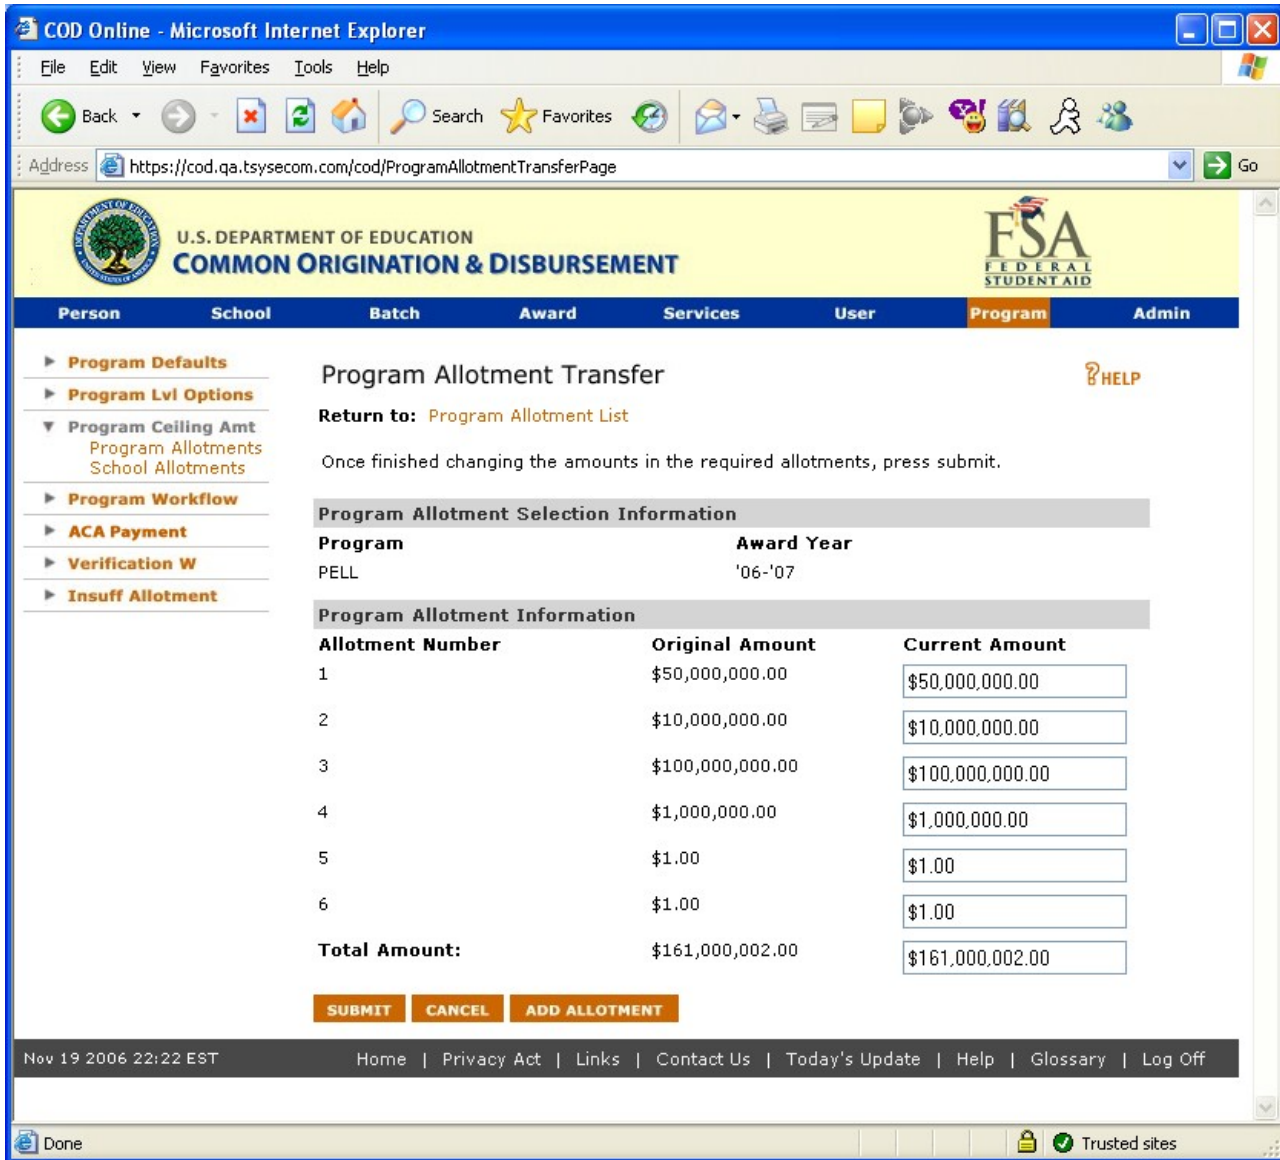 COD Online - Microsoft Internet Explorer
File Edit View Favorites Tools Help
Back Search Favorites
Address https://cod.qa.tsysecom.com/cod/ProgramAllotmentTransferPage Go
U.S. DEPARTMENT OF EDUCATION
COMMON ORIGINATION & DISBURSEMENT
FSA
FEDERAL
STUDENT AID
Person School Batch Award Services User Program Admin
Program Defaults
Program Lvl Options
Program Ceiling Amt
Program Allotments
School Allotments
Program Workflow
ACA Payment
Verification W
Insuff Allotment
Program Allotment Transfer
HELP
Return to: Program Allotment List
Once finished changing the amounts in the required allotments, press submit.
Program Allotment Selection Information
Program Award Year
PELL '06-'07
Program Allotment Information
Allotment Number Original Amount Current Amount
1 $50,000,000.00 $50,000,000.00
2 $10,000,000.00 $10,000,000.00
3 $100,000,000.00 $100,000,000.00
4 $1,000,000.00 $1,000,000.00
5 $1.00 $1.00
6 $1.00 $1.00
Total Amount: $161,000,002.00 $161,000,002.00
SUBMIT CANCEL ADD ALLOTMENT
Nov 19 2006 22:22 EST Home | Privacy Act | Links | Contact Us | Today's Update | Help | Glossary | Log Off
Done Trusted sites